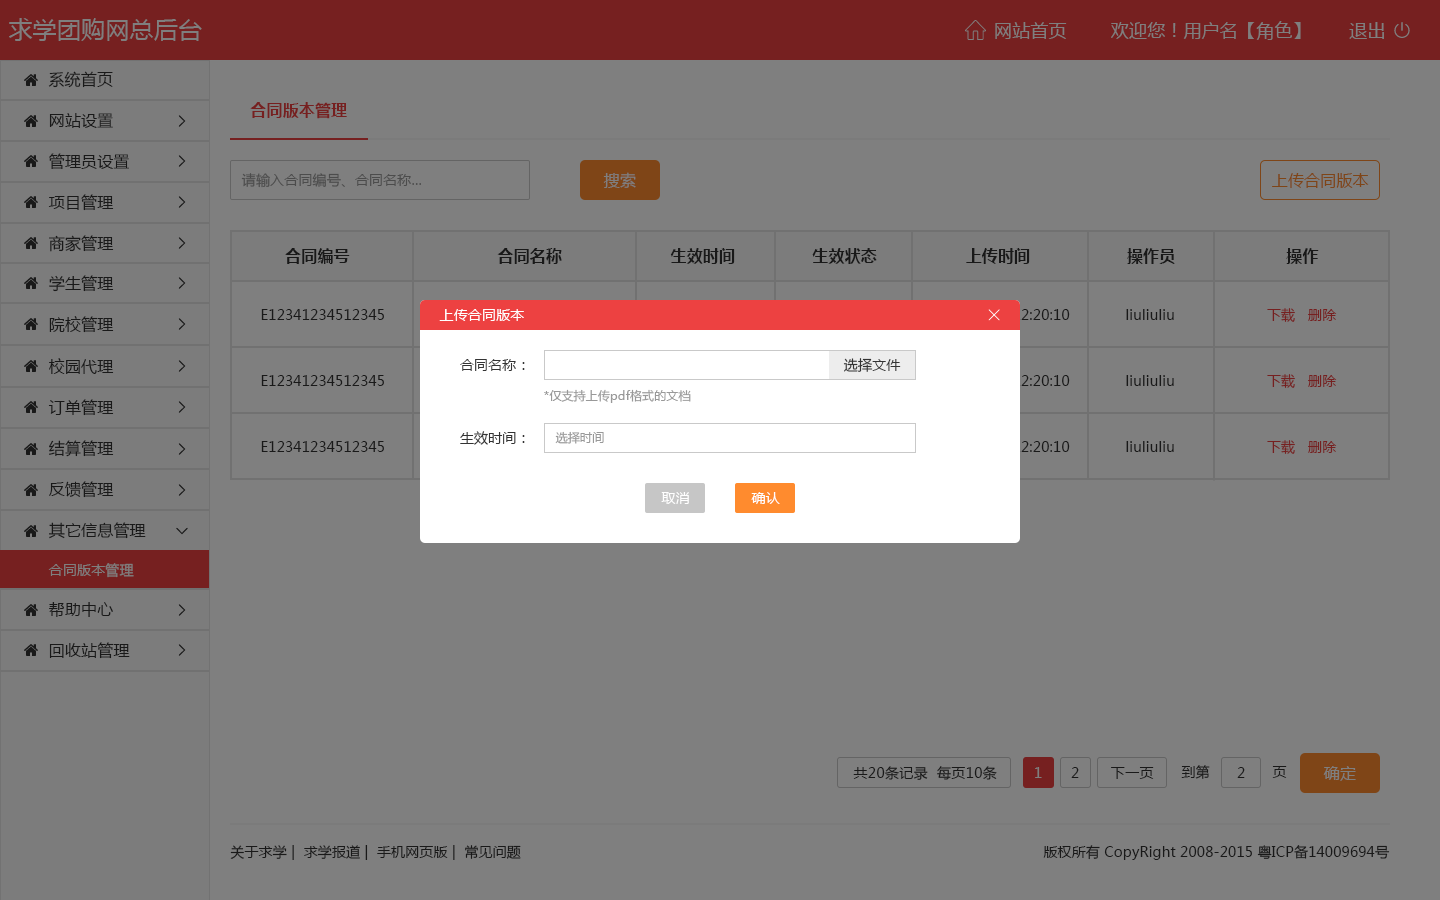 求学团购网总后台
网站首页 欢迎您！用户名【角色】 退出
系统首页
网站设置
管理员设置
项目管理
商家管理
学生管理
院校管理
校园代理
订单管理
结算管理
反馈管理
其它信息管理
合同版本管理
帮助中心
回收站管理
合同版本管理
请输入合同编号、合同名称... 搜索 上传合同版本
合同编号 合同名称 生效时间 生效状态 上传时间 操作员 操作
E12341234512345 2:20:10 liuliuliu 下载 删除
E12341234512345 2:20:10 liuliuliu 下载 删除
E12341234512345 2:20:10 liuliuliu 下载 删除
上传合同版本
合同名称： 选择文件
*仅支持上传pdf格式的文档
生效时间： 选择时间
取消 确认
共20条记录 每页10条 1 2 下一页 到第 2 页 确定
关于求学 | 求学报道 | 手机网页版 | 常见问题
版权所有 CopyRight 2008-2015 粤ICP备14009694号